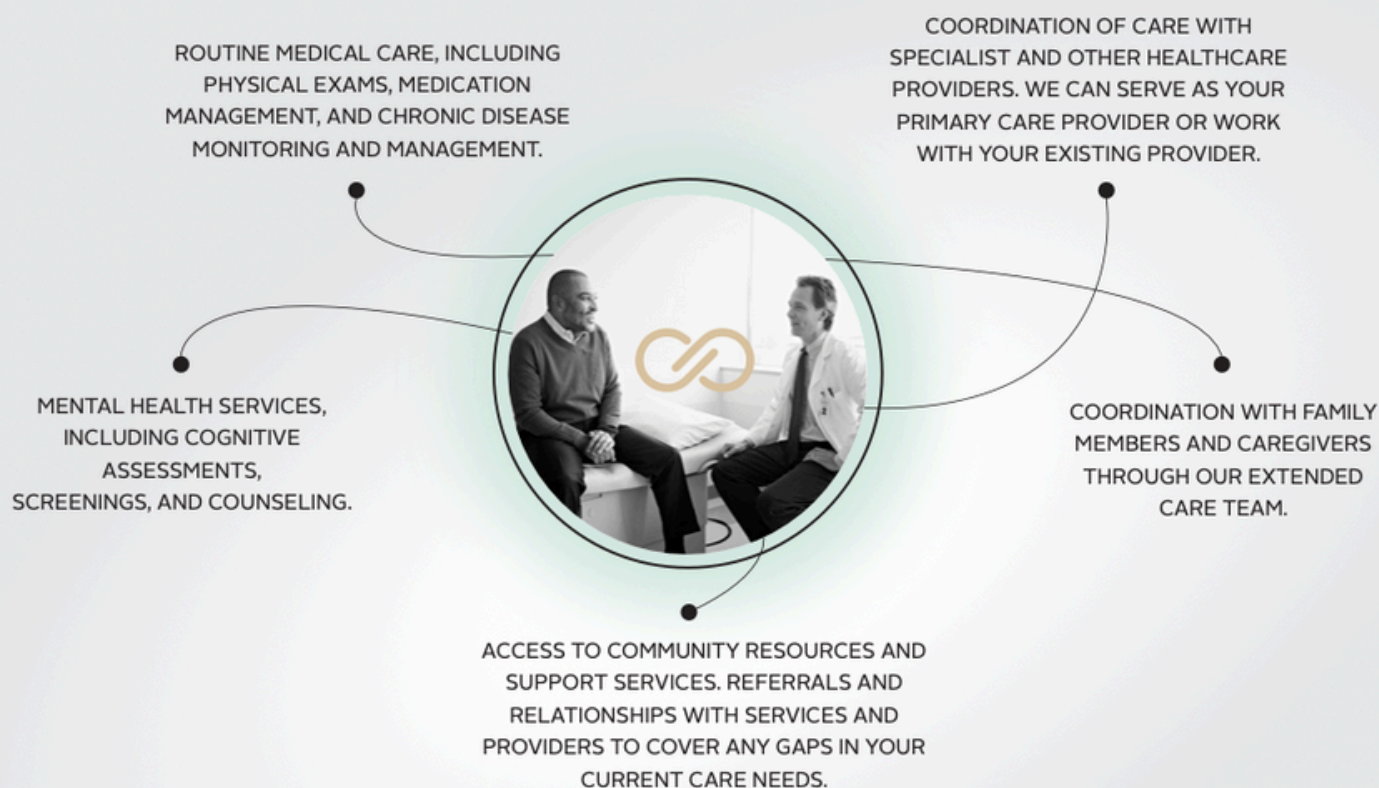 ROUTINE MEDICAL CARE, INCLUDING
PHYSICAL EXAMS, MEDICATION
MANAGEMENT, AND CHRONIC DISEASE
MONITORING AND MANAGEMENT.
COORDINATION OF CARE WITH
SPECIALIST AND OTHER HEALTHCARE
PROVIDERS. WE CAN SERVE AS YOUR
PRIMARY CARE PROVIDER OR WORK
WITH YOUR EXISTING PROVIDER.
MENTAL HEALTH SERVICES,
INCLUDING COGNITIVE
ASSESSMENTS,
SCREENINGS, AND COUNSELING.
COORDINATION WITH FAMILY
MEMBERS AND CAREGIVERS
THROUGH OUR EXTENDED
CARE TEAM.
ACCESS TO COMMUNITY RESOURCES AND
SUPPORT SERVICES. REFERRALS AND
RELATIONSHIPS WITH SERVICES AND
PROVIDERS TO COVER ANY GAPS IN YOUR
CURRENT CARE NEEDS.